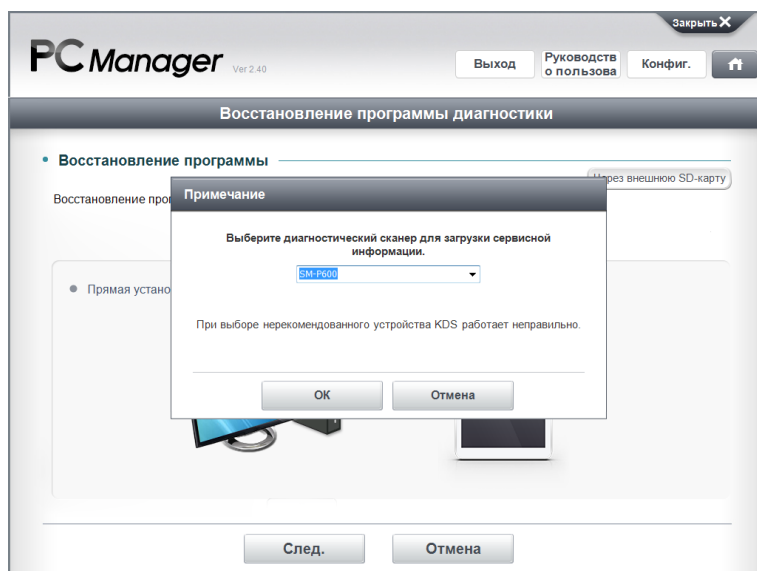 Закрыть X
PC Manager Ver 2.40
Выход
Руководств
о пользова
Конфиг.
Восстановление программы диагностики
Восстановление программы
Через внешнюю SD-карту
Восстановление
Примечание
Выберите диагностический сканер для загрузки сервисной
информации.
SM-P600
Прямая
При выборе нерекомендованного устройства KDS работает неправильно.
ОК
Отмена
След.
Отмена